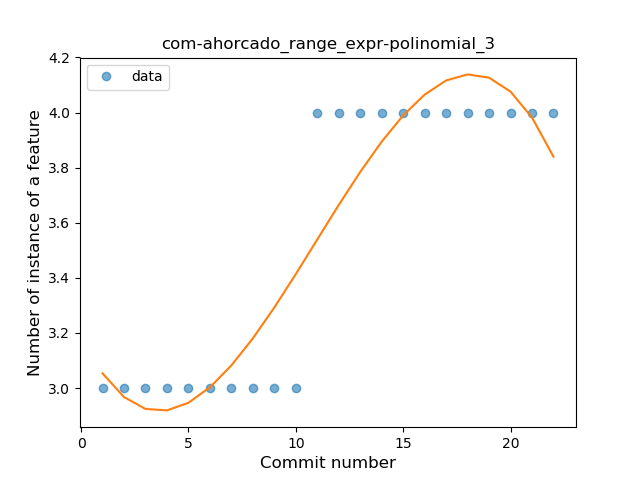 com-ahorcado_range_expr-polinomial_3
data
Number of instance of a feature
4.2
4.0
3.8
3.6
3.4
3.2
3.0
0 5 10 15 20
Commit number